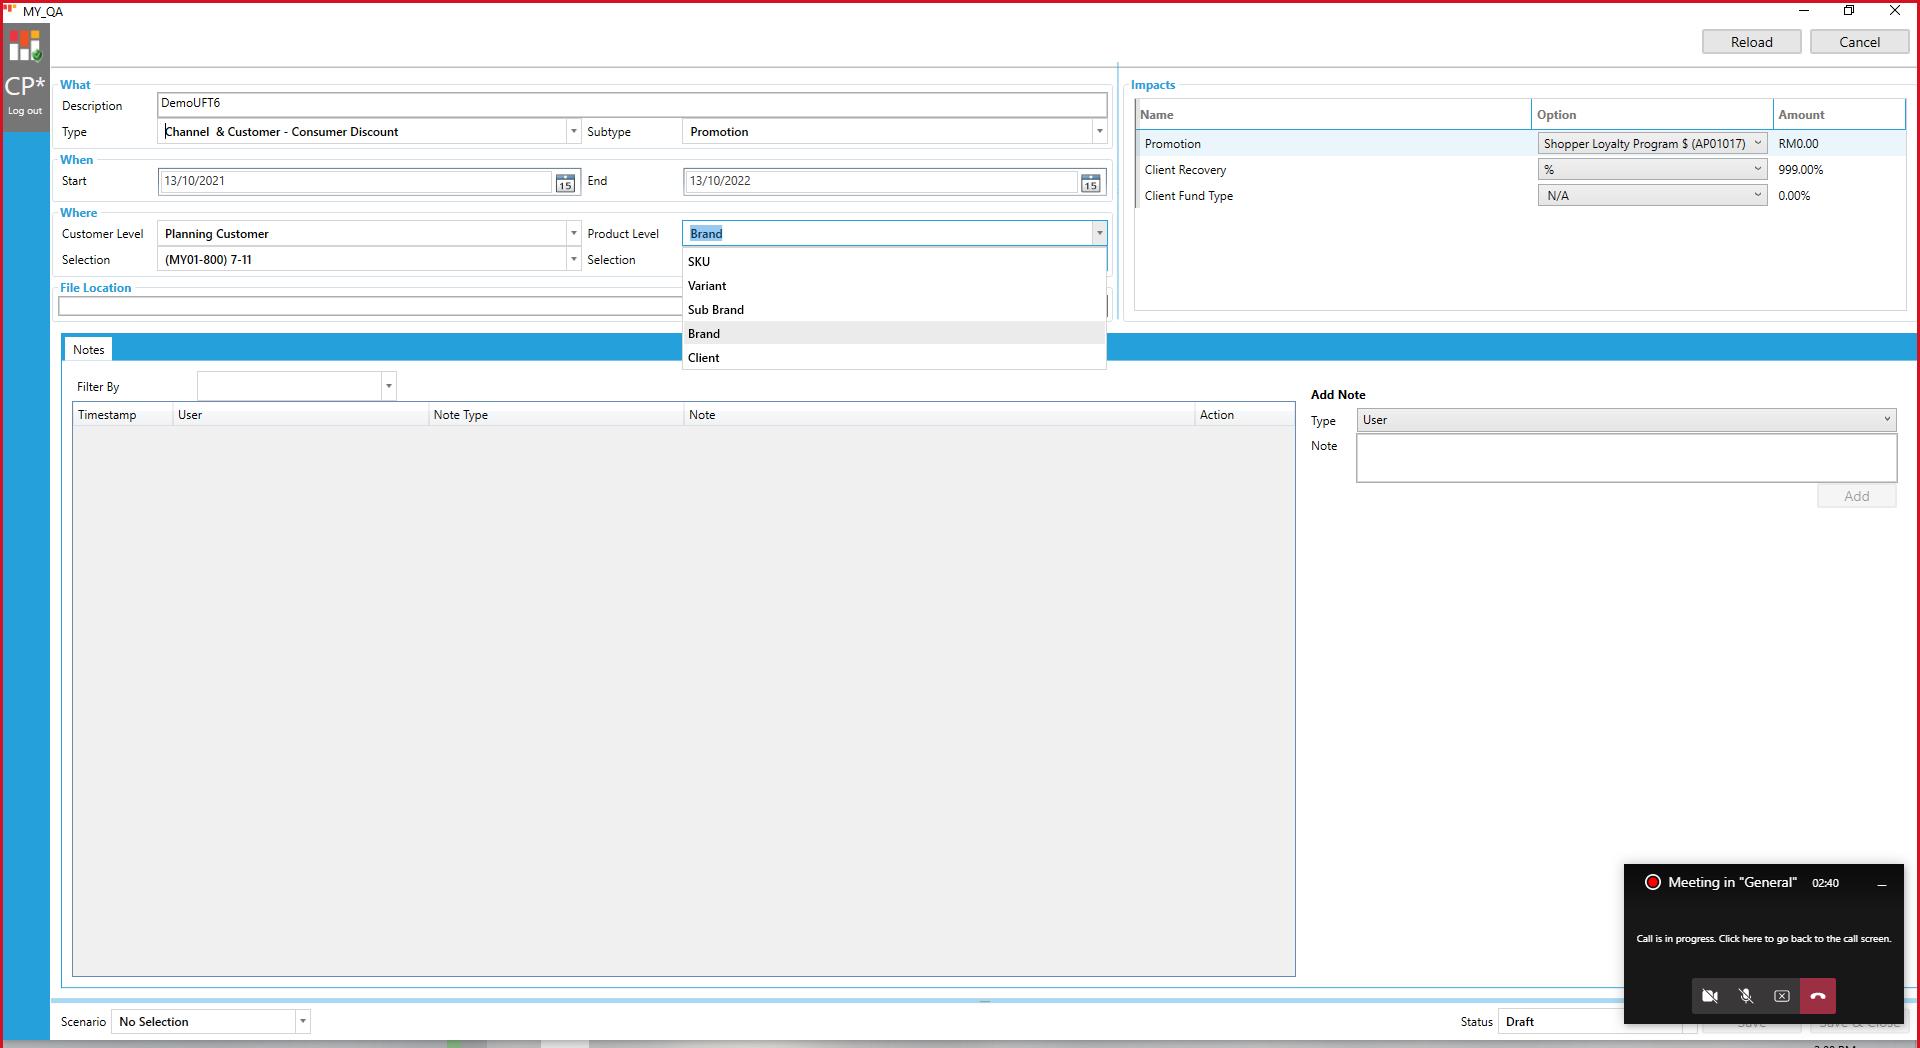 MY_QA
Reload
Cancel
CP*
Log out
What
Description
DemoUFT6
Type
Channel & Customer - Consumer Discount
Subtype
Promotion
When
Start
13/10/2021
15
End
13/10/2022
15
Where
Customer Level
Planning Customer
Product Level
Brand
Selection
(MY01-800) 7-11
Selection
SKU
Variant
Sub Brand
Brand
Client
File Location
Impacts
Name
Option
Amount
Promotion
Shopper Loyalty Program $ (AP01017)
RM0.00
Client Recovery
%
999.00%
Client Fund Type
N/A
0.00%
Notes
Filter By
Timestamp
User
Note Type
Note
Action
Add Note
Type
User
Note
Add
Meeting in "General"
02:40
Call is in progress. Click here to go back to the call screen.
Scenario
No Selection
Status
Draft